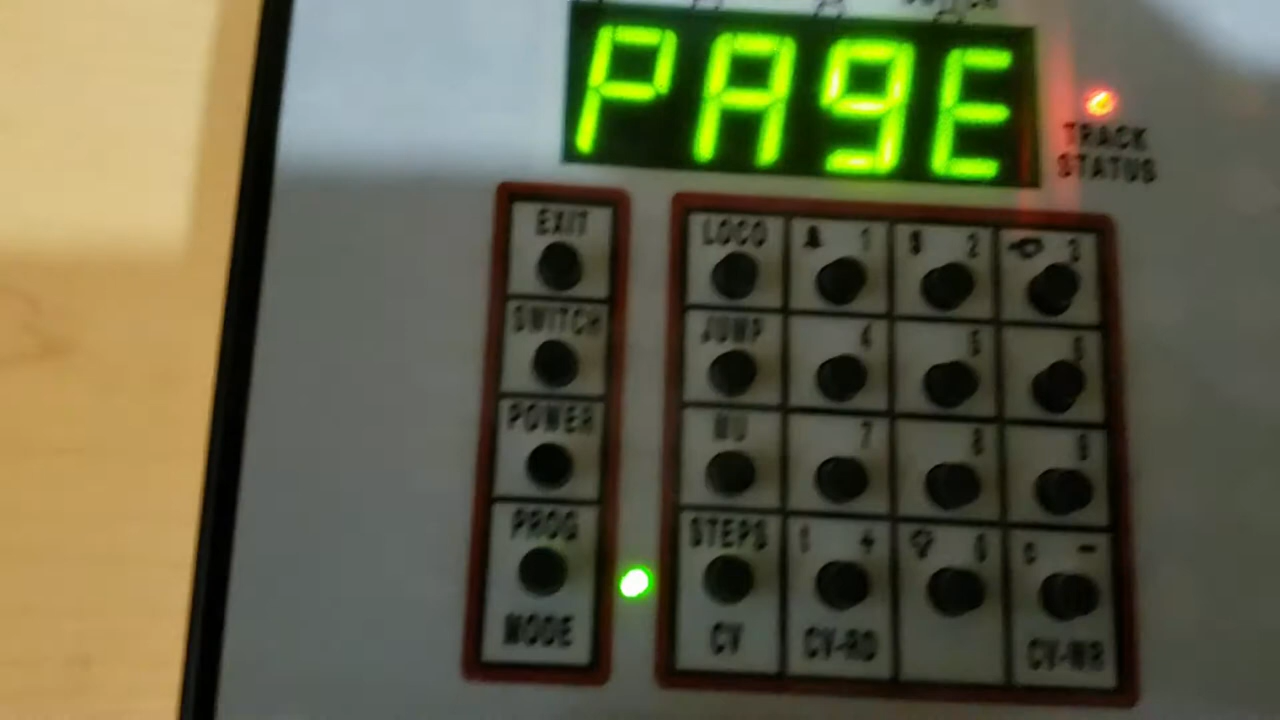 PAgE
TRACK
STATUS
EXIT
LOCO 1 2 3
SWITCH
JUMP 4 5 6
POWER
MU 7 8 9
PROG
STEPS + 0 -
MODE
CV CV-RD CV-WR